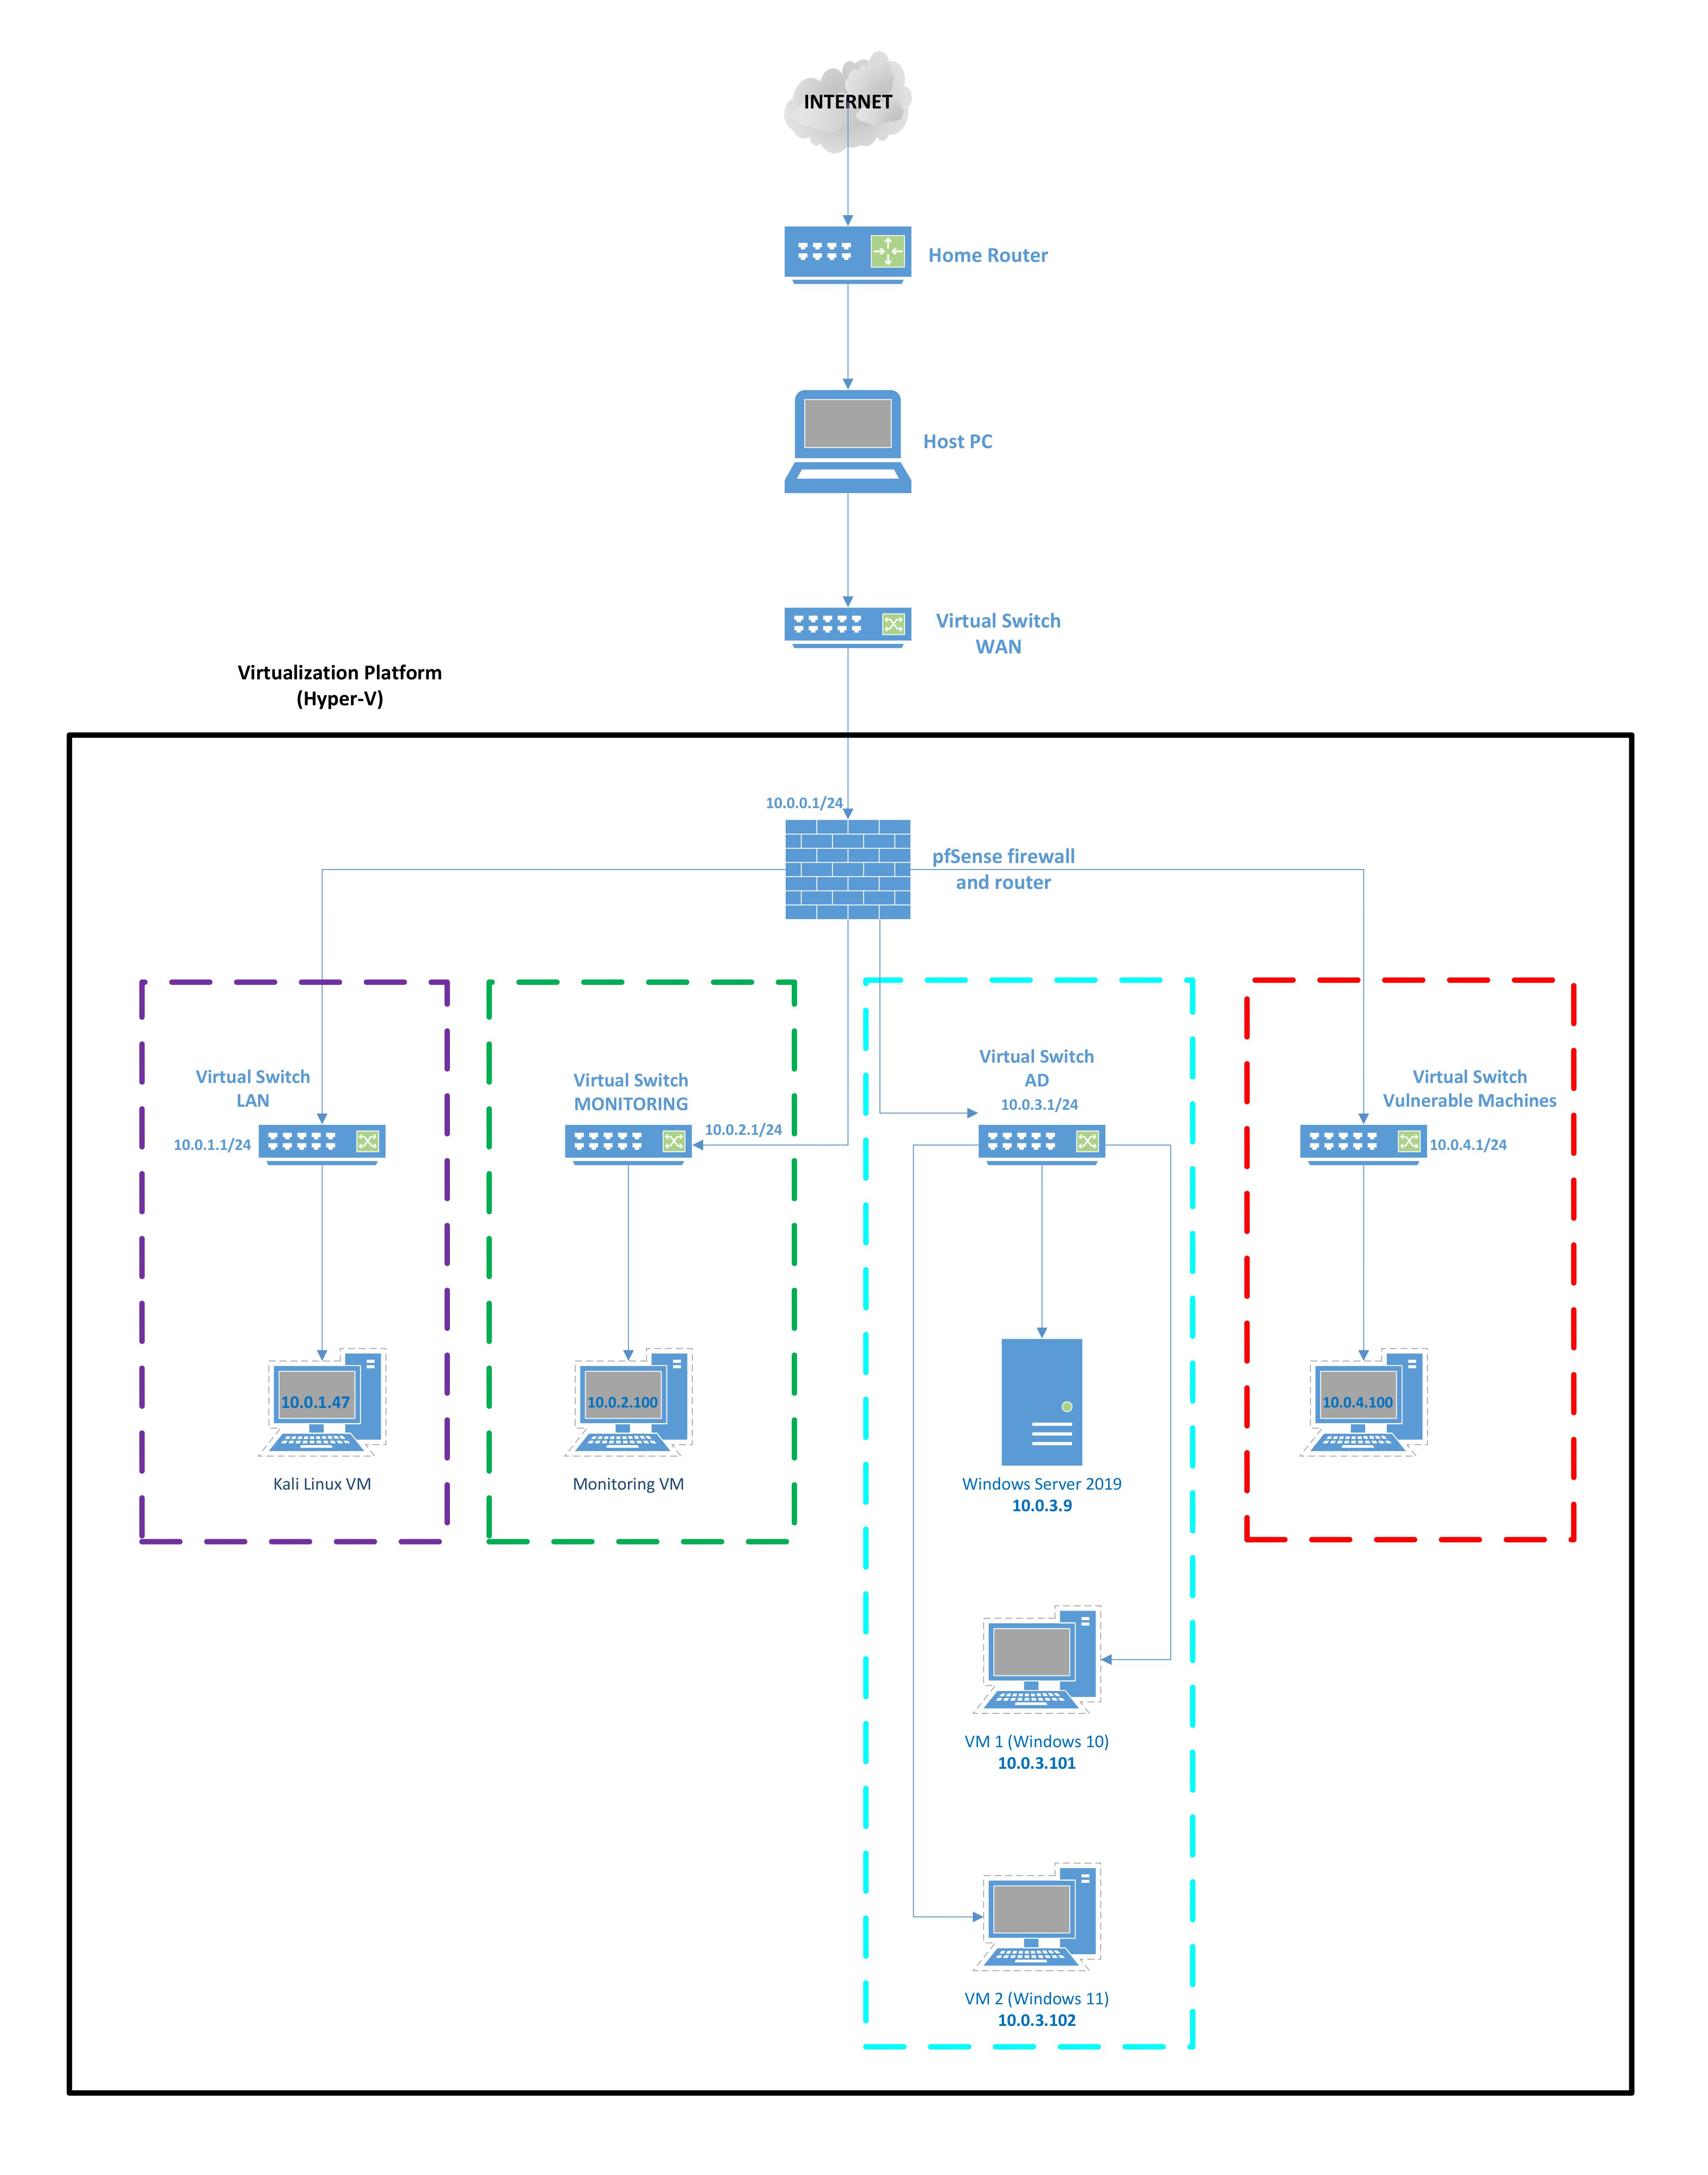 INTERNET
Home Router
Host PC
Virtual Switch
WAN
Virtualization Platform
(Hyper-V)
10.0.0.1/24
pfSense firewall
and router
Virtual Switch
LAN
10.0.1.1/24
10.0.1.47
Kali Linux VM
Virtual Switch
MONITORING
10.0.2.1/24
10.0.2.100
Monitoring VM
Virtual Switch
AD
10.0.3.1/24
Windows Server 2019
10.0.3.9
VM 1 (Windows 10)
10.0.3.101
VM 2 (Windows 11)
10.0.3.102
Virtual Switch
Vulnerable Machines
10.0.4.1/24
10.0.4.100